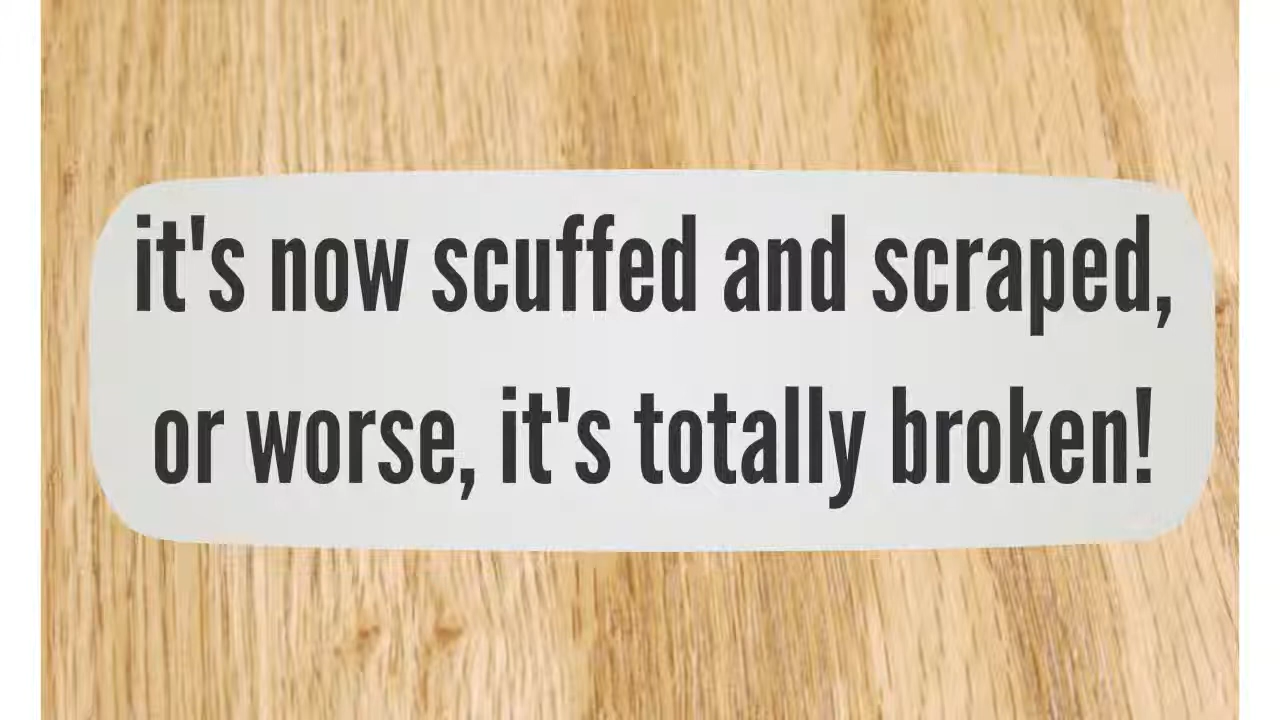 it's now scuffed and scraped,
or worse, it's totally broken!